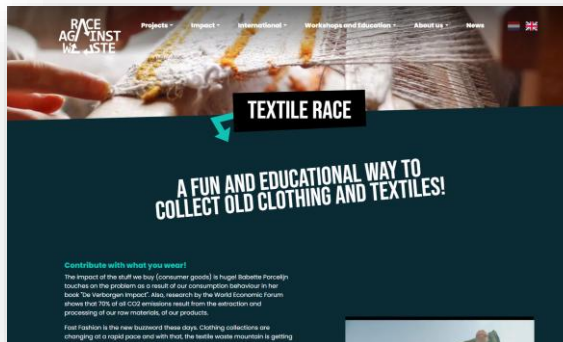 RACE
AGAINST
WASTE
Projects
Impact
International
Workshops and Education
About us
News
TEXTILE RACE
A FUN AND EDUCATIONAL WAY TO
COLLECT OLD CLOTHING AND TEXTILES!
Contribute with what you wear!
The impact of the stuff we buy (consumer goods) is huge! Babette Porcelijn
touches on the problem as a result of our consumption behaviour in her
book "De Verborgen Impact". Also, research by the World Economic Forum
shows that 70% of all CO2 emissions result from the extraction and
processing of our raw materials, of our products.
Fast Fashion is the new buzzword these days. Clothing collections are
changing at a rapid pace and with that, the textile waste mountain is getting